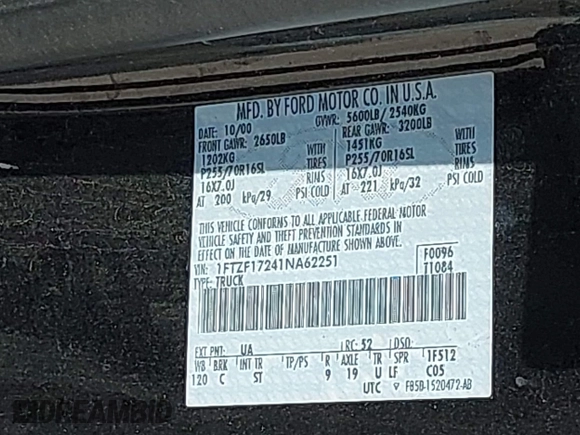 MFD. BY FORD MOTOR CO. IN U.S.A.
DATE: 10/00 GVWR: 5600LB/ 2540KG
FRONT GAWR: 2650LB REAR GAWR: 3200LB
1202KG WITH 1451KG WITH
P255/70R16SL TIRES P255/70R16SL TIRES
16X7.0J RIMS 16X7.0J RIMS
AT 200 kPa/29 PSI COLD AT 221 kPa/32 PSI COLD
THIS VEHICLE CONFORMS TO ALL APPLICABLE FEDERAL MOTOR
VEHICLE SAFETY AND THEFT PREVENTION STANDARDS IN
EFFECT ON THE DATE OF MANUFACTURE SHOWN ABOVE.
VIN: 1FTZF17241NA62251 F0096
TYPE: TRUCK T1084
EXT PNT: UA RC: 52 DSO:
WB BRK INT TR TP/PS R AXLE TR SPR 1F512
120 C ST 9 19 U LF C05
UTC F85B-1520472-AB